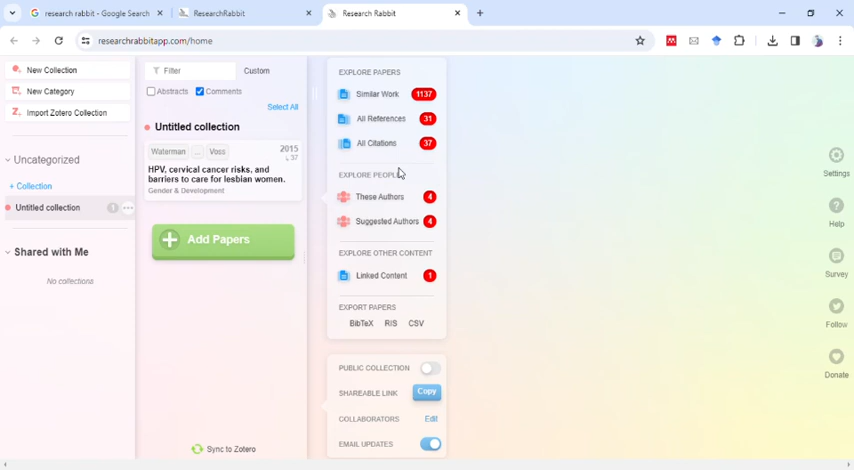 research rabbit - Google Search
ResearchRabbit
Research Rabbit
researchrabbitapp.com/home
New Collection
New Category
Import Zotero Collection
Uncategorized
+ Collection
Untitled collection 1
Shared with Me
No collections
Filter Custom
Abstracts Comments
Select All
Untitled collection
Waterman ... Voss 2015
37
HPV, cervical cancer risks, and
barriers to care for lesbian women.
Gender & Development
Add Papers
Sync to Zotero
EXPLORE PAPERS
Similar Work 1137
All References 31
All Citations 37
EXPLORE PEOPLE
These Authors 4
Suggested Authors 4
EXPLORE OTHER CONTENT
Linked Content 1
EXPORT PAPERS
BibTeX RIS CSV
PUBLIC COLLECTION
SHAREABLE LINK Copy
COLLABORATORS Edit
EMAIL UPDATES
Settings
Help
Survey
Follow
Donate